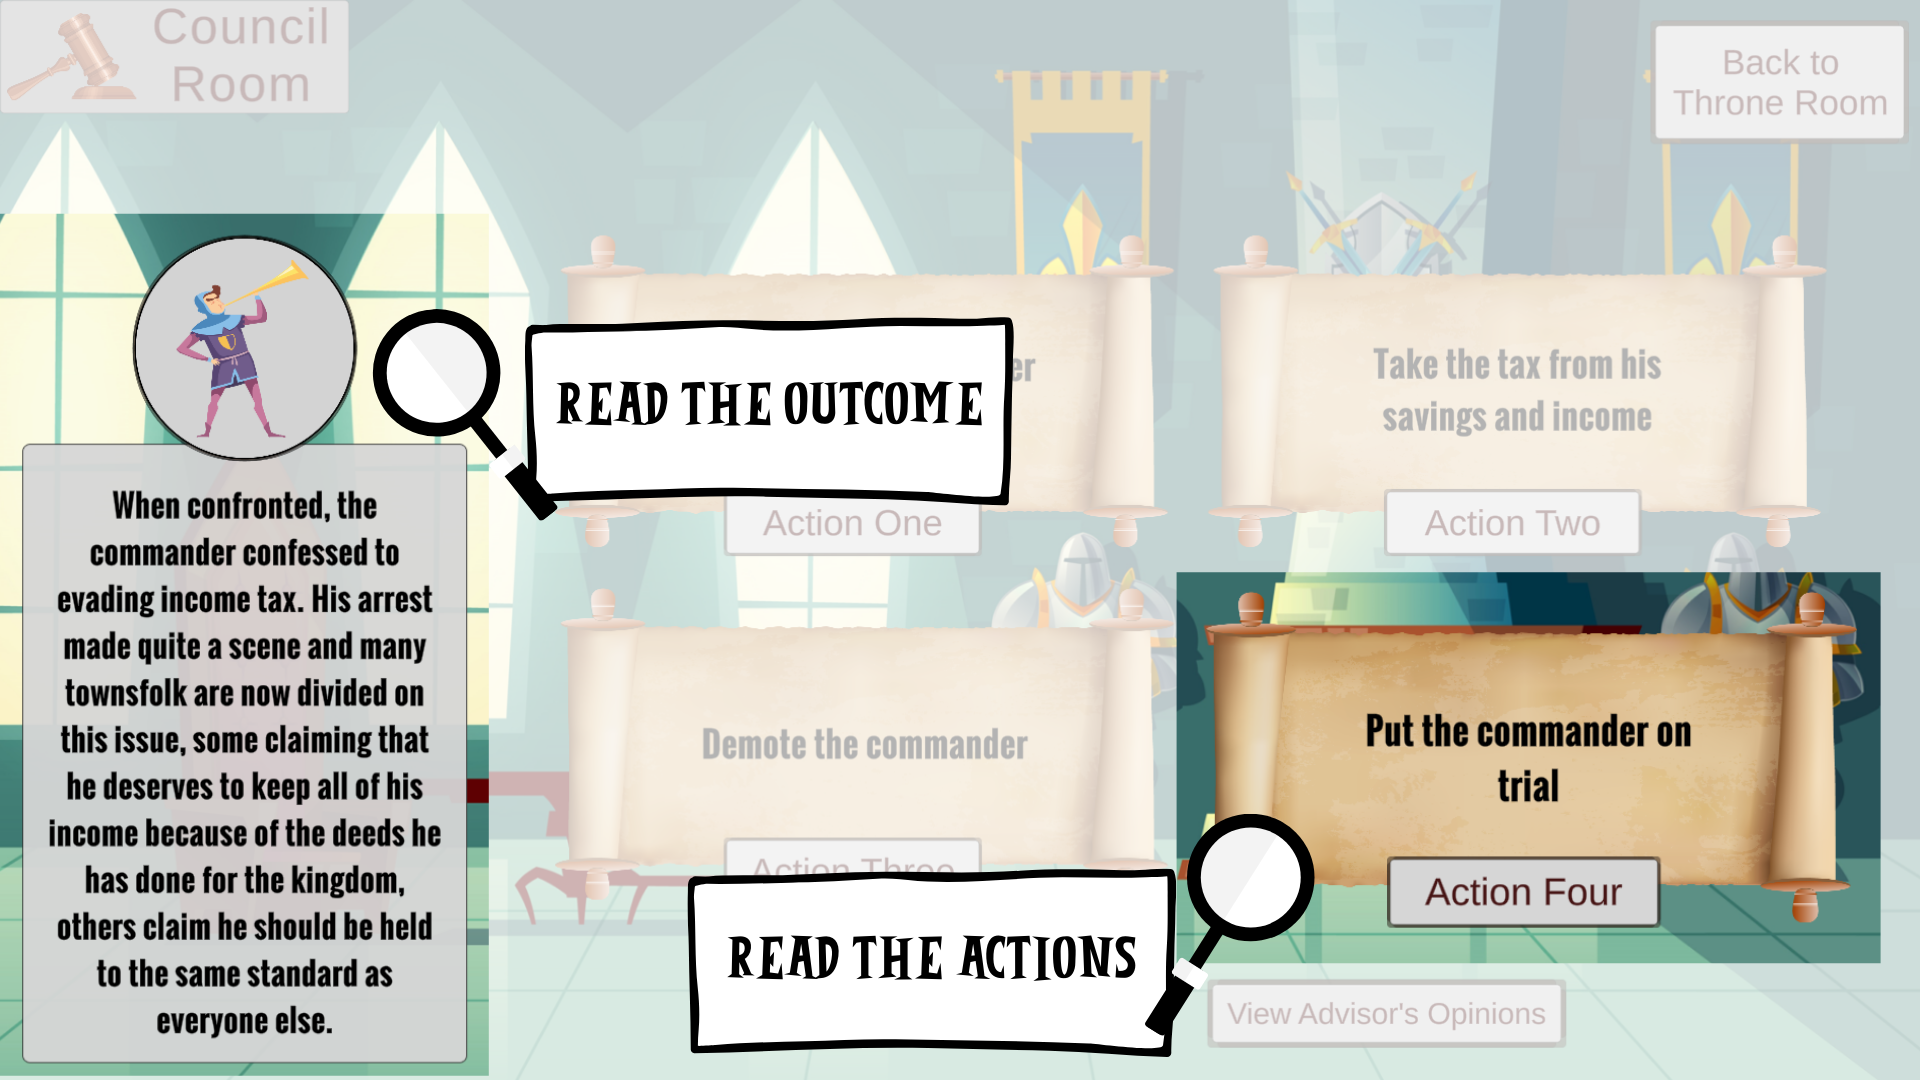 Council
Room
Back to
Throne Room
When confronted, the
commander confessed to
evading income tax. His arrest
made quite a scene and many
townsfolk are now divided on
this issue, some claiming that
he deserves to keep all of his
income because of the deeds he
has done for the kingdom,
others claim he should be held
to the same standard as
everyone else.
READ THE OUTCOME
Action One
Take the tax from his
savings and income
Action Two
Demote the commander
Action Three
Put the commander on
trial
Action Four
READ THE ACTIONS
View Advisor's Opinions